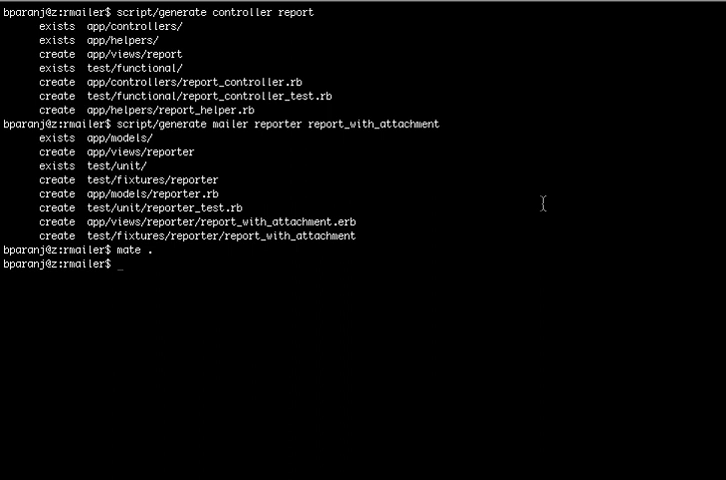 bparanj@z:rmailer$ script/generate controller report
exists app/controllers/
exists app/helpers/
create app/views/report
exists test/functional/
create app/controllers/report_controller.rb
create test/functional/report_controller_test.rb
create app/helpers/report_helper.rb
bparanj@z:rmailer$ script/generate mailer reporter report_with_attachment
exists app/models/
create app/views/reporter
exists test/unit/
create test/fixtures/reporter
create app/models/reporter.rb
create test/unit/reporter_test.rb
create app/views/reporter/report_with_attachment.erb
create test/fixtures/reporter/report_with_attachment
bparanj@z:rmailer$ mate .
bparanj@z:rmailer$ _